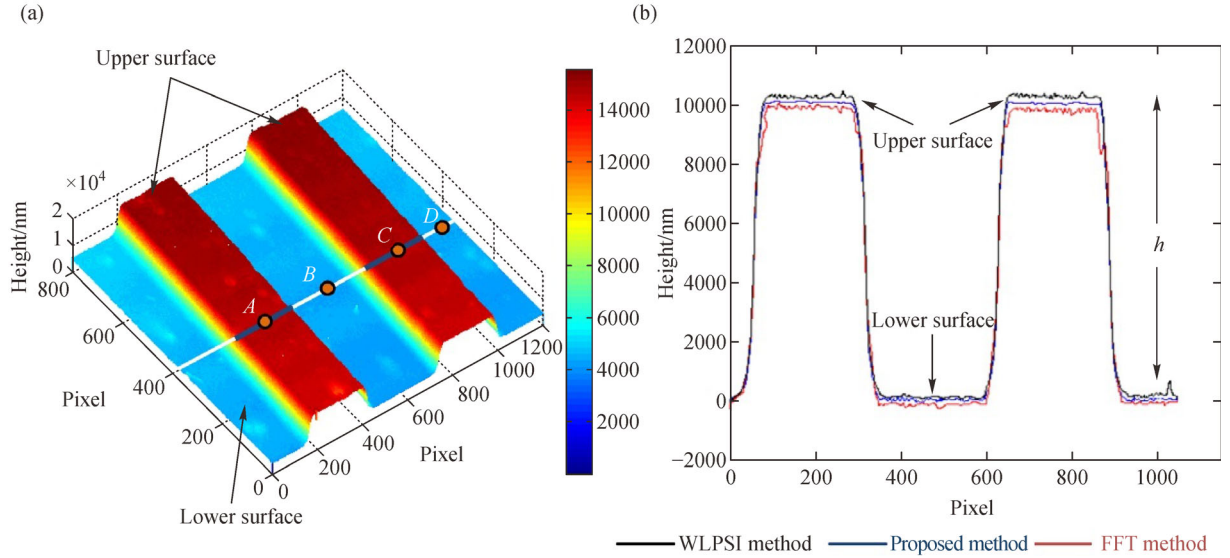 (a)
Upper surface
×10⁴
2
1
0
Height/nm
800
600
400
200
0
Pixel
0
200
400
600
800
1000
1200
Pixel
A
B
C
D
Lower surface
14000
12000
10000
8000
6000
4000
2000
(b)
12000
10000
8000
6000
4000
2000
0
−2000
Height/nm
Upper surface
Lower surface
h
0
200
400
600
800
1000
Pixel
WLPSI method
Proposed method
FFT method